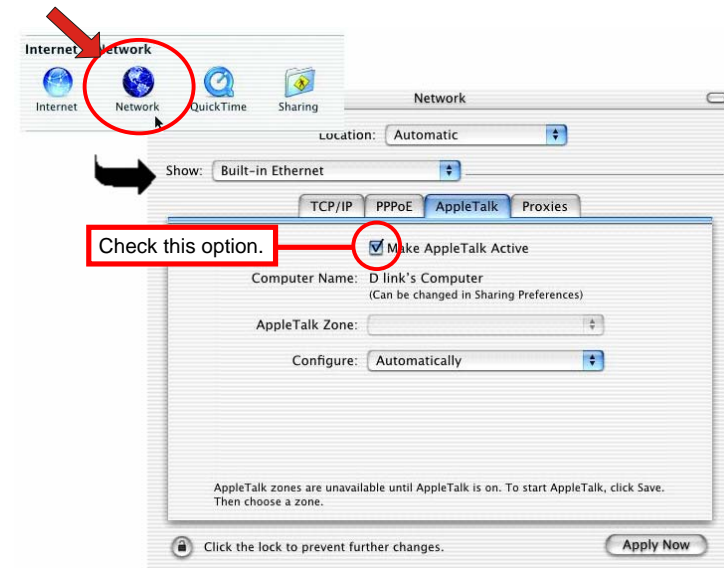 Internet & Network
Internet Network QuickTime Sharing
Network
Location: Automatic
Show: Built-in Ethernet
TCP/IP PPPoE AppleTalk Proxies
Check this option.
Make AppleTalk Active
Computer Name: D link's Computer
(Can be changed in Sharing Preferences)
AppleTalk Zone:
Configure: Automatically
AppleTalk zones are unavailable until AppleTalk is on. To start AppleTalk, click Save.
Then choose a zone.
Click the lock to prevent further changes.
Apply Now